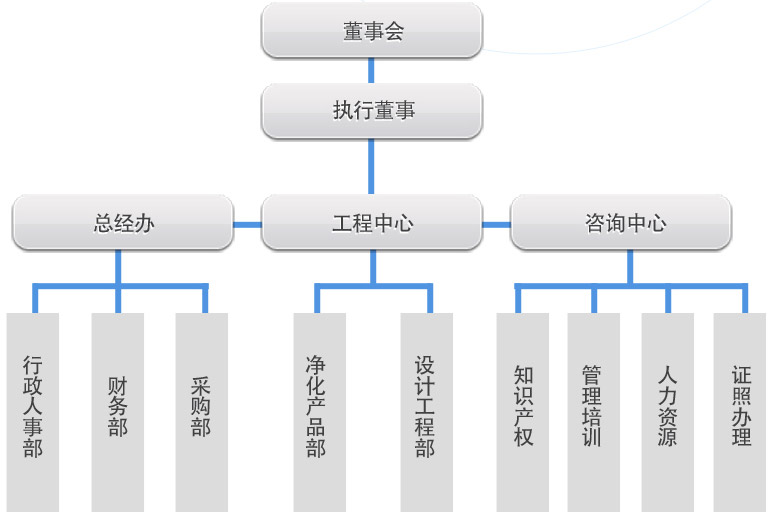 董事会
执行董事
总经办
工程中心
咨询中心
行政人事部
财务部
采购部
净化产品部
设计工程部
知识产权
管理培训
人力资源
证照办理